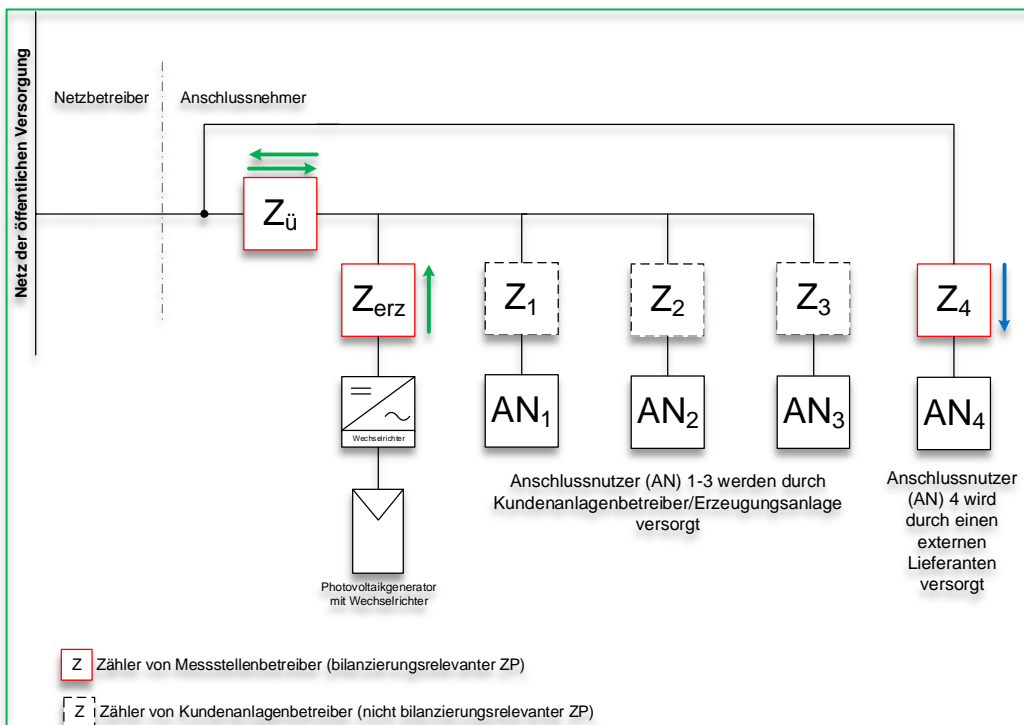 Netz der öffentlichen Versorgung
Netzbetreiber
Anschlussnehmer
Zü
Zerz
Z1
Z2
Z3
Z4
Wechselrichter
AN1
AN2
AN3
AN4
Photovoltaikgenerator
mit Wechselrichter
Anschlussnutzer (AN) 1-3 werden durch
Kundenanlagenbetreiber/Erzeugungsanlage
versorgt
Anschlussnutzer
(AN) 4 wird
durch einen
externen
Lieferanten
versorgt
Z Zähler von Messstellenbetreiber (bilanzierungsrelevanter ZP)
Z Zähler von Kundenanlagenbetreiber (nicht bilanzierungsrelevanter ZP)